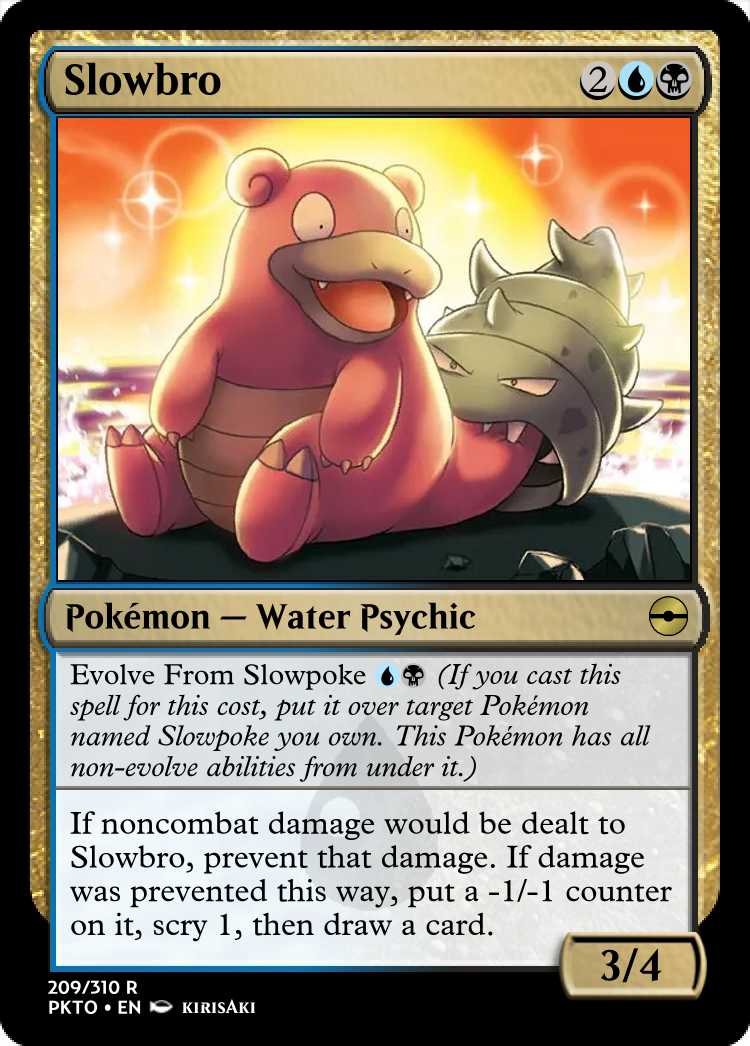 Slowbro 2
Pokémon — Water Psychic
Evolve From Slowpoke (If you cast this
spell for this cost, put it over target Pokémon
named Slowpoke you own. This Pokémon has all
non-evolve abilities from under it.)
If noncombat damage would be dealt to
Slowbro, prevent that damage. If damage
was prevented this way, put a -1/-1 counter
on it, scry 1, then draw a card.
3/4
209/310 R
PKTO • EN KIRISAKI